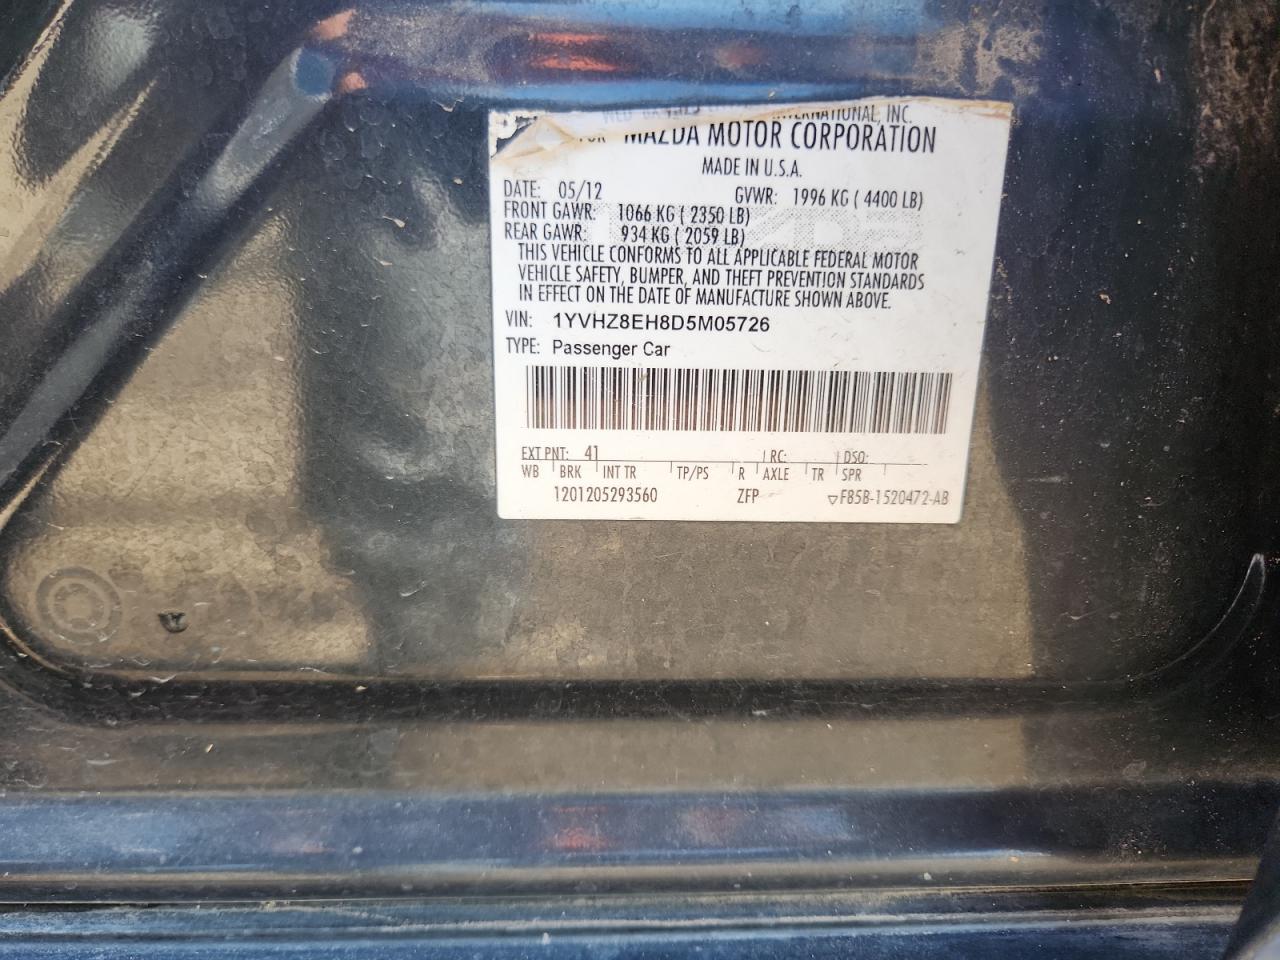 INTERNATIONAL, INC.
FOR MAZDA MOTOR CORPORATION
MADE IN U.S.A.
DATE: 05/12 GVWR: 1996 KG ( 4400 LB)
FRONT GAWR: 1066 KG ( 2350 LB)
REAR GAWR: 934 KG ( 2059 LB)
THIS VEHICLE CONFORMS TO ALL APPLICABLE FEDERAL MOTOR
VEHICLE SAFETY, BUMPER, AND THEFT PREVENTION STANDARDS
IN EFFECT ON THE DATE OF MANUFACTURE SHOWN ABOVE.
VIN: 1YVHZ8EH8D5M05726
TYPE: Passenger Car
EXT PNT: 41 RC: DSO:
WB BRK INT TR TP/PS R AXLE TR SPR
1201205293560 ZFP ▽F85B-1520472-AB